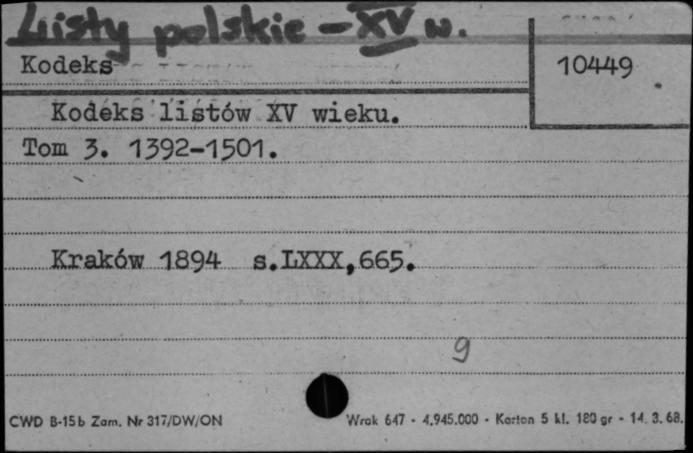 Listy polskie - XV w.
Kodeks
10449
Kodeks listów XV wieku.
Tom 3. 1392-1501.
Kraków 1894 s.LXXX,665.
9
CWD B-15b Zam. Nr 317/DW/ON
Wrak 647 - 4.945.000 - Karton 5 kl. 180 gr - 14. 3. 68.